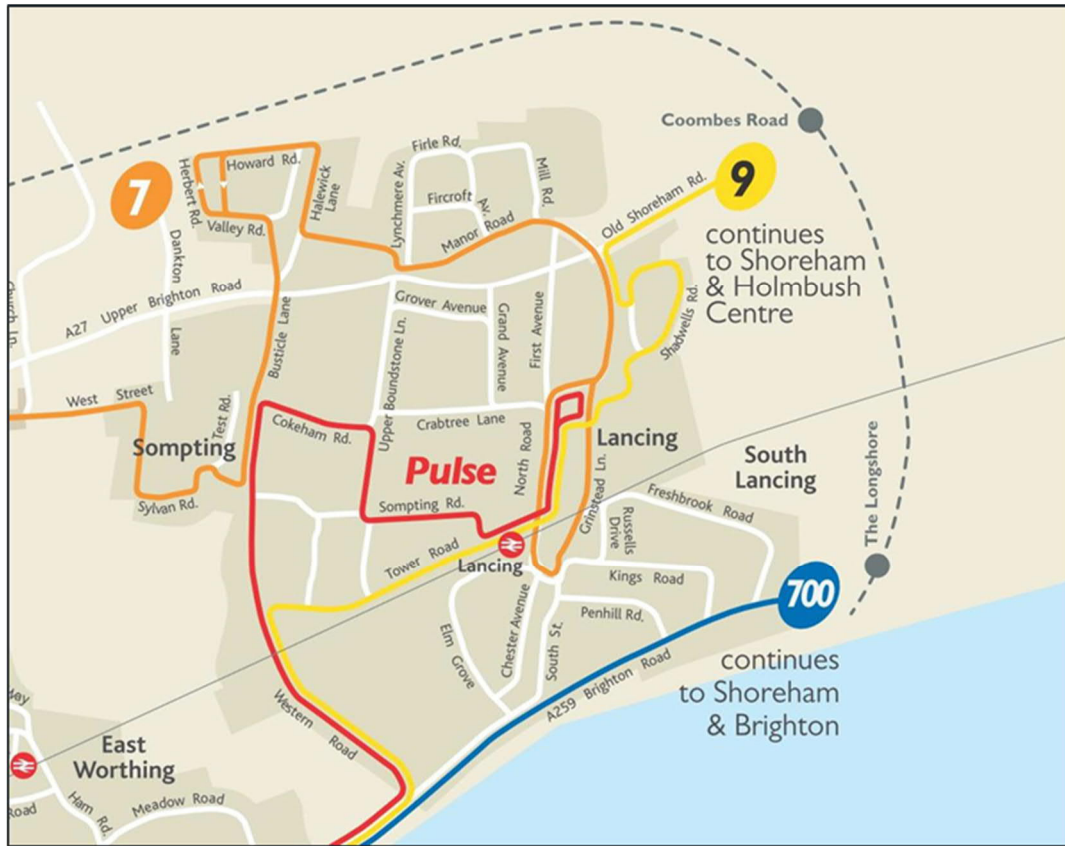 Coombes Road
Firle Rd.
Howard Rd.
Herbert Rd.
7
Halewick
Lane
Lynchmere Av.
Mill Rd.
9
Fircroft
Av.
Old Shoreham Rd.
Valley Rd.
Manor Road
Dankton
Lane
continues
to Shoreham
& Holmbush
Centre
A27 Upper Brighton Road
Grover Avenue
Church Ln.
Busticle Lane
Upper Boundstone Ln.
Grand Avenue
First Avenue
Shadwells Rd.
West Street
Test Rd.
Cokeham Rd.
Crabtree Lane
Sompting
Lancing
Pulse
North Road
South
Lancing
Sylvan Rd.
Sompting Rd.
Grinstead Ln.
Freshbrook Road
The Longshore
Russells
Drive
Tower Road
Lancing
Kings Road
700
Elm Grove
Chester Avenue
South St.
Penhill Rd.
continues
to Shoreham
& Brighton
A259 Brighton Road
Western Road
East
Worthing
Ham Rd.
Meadow Road
Road